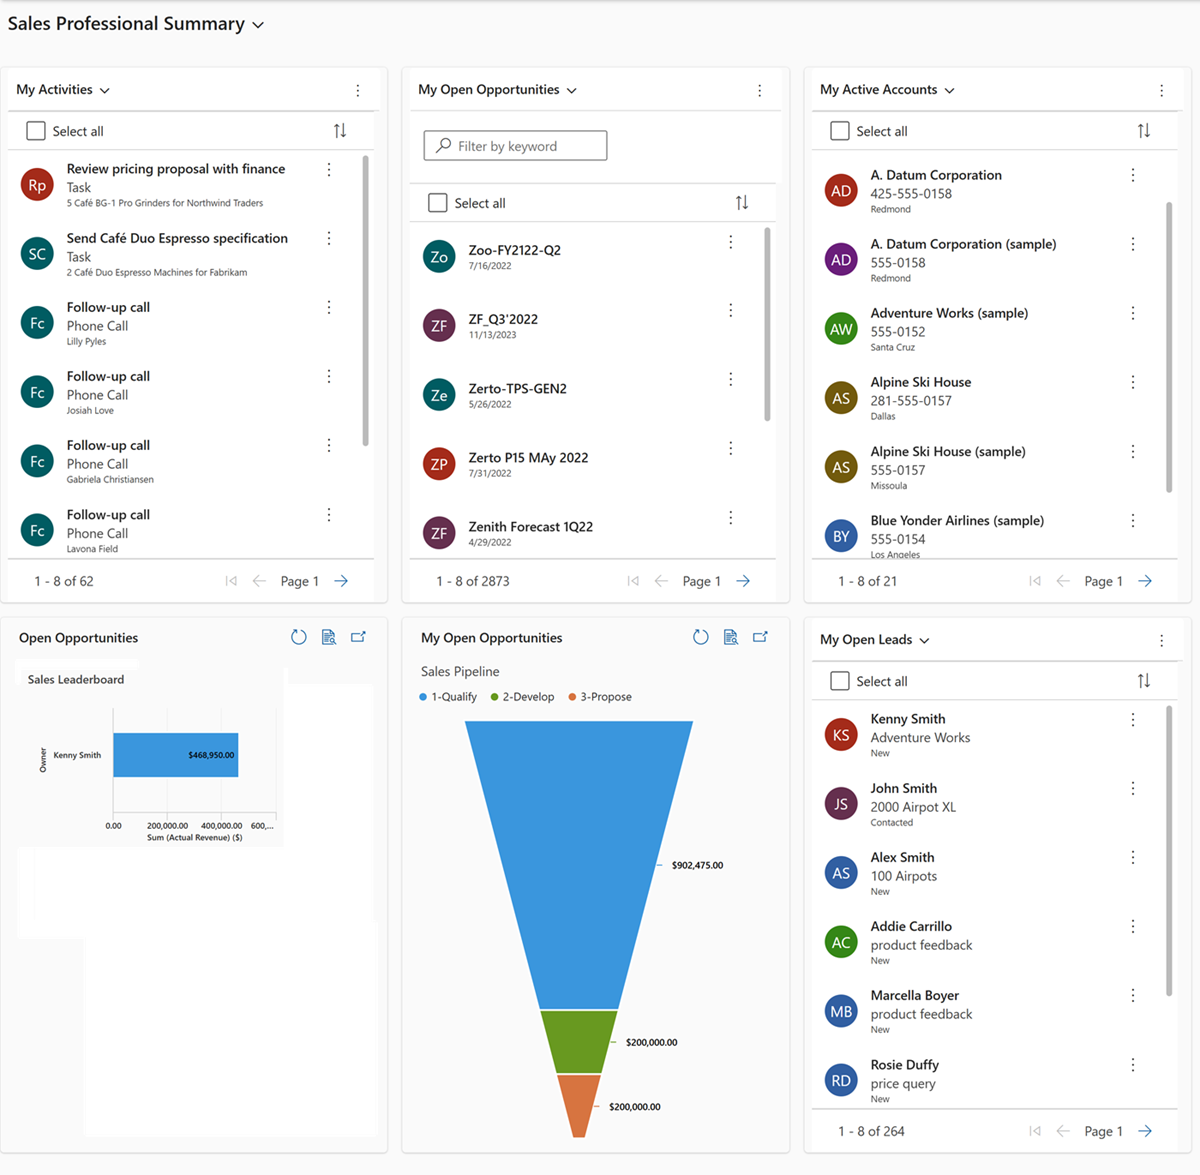 Sales Professional Summary
My Activities
Select all
Rp
Review pricing proposal with finance
Task
5 Café BG-1 Pro Grinders for Northwind Traders
SC
Send Café Duo Espresso specification
Task
2 Café Duo Espresso Machines for Fabrikam
Fc
Follow-up call
Phone Call
Lilly Pyles
Fc
Follow-up call
Phone Call
Josiah Love
Fc
Follow-up call
Phone Call
Gabriela Christiansen
Fc
Follow-up call
Phone Call
Lavona Field
1 - 8 of 62
Page 1
My Open Opportunities
Filter by keyword
Select all
Zo
Zoo-FY2122-Q2
7/16/2022
ZF
ZF_Q3'2022
11/13/2023
Ze
Zerto-TPS-GEN2
5/26/2022
ZP
Zerto P15 MAy 2022
7/31/2022
ZF
Zenith Forecast 1Q22
4/29/2022
1 - 8 of 2873
Page 1
My Active Accounts
Select all
AD
A. Datum Corporation
425-555-0158
Redmond
AD
A. Datum Corporation (sample)
555-0158
Redmond
AW
Adventure Works (sample)
555-0152
Santa Cruz
AS
Alpine Ski House
281-555-0157
Dallas
AS
Alpine Ski House (sample)
555-0157
Missoula
BY
Blue Yonder Airlines (sample)
555-0154
Los Angeles
1 - 8 of 21
Page 1
Open Opportunities
Sales Leaderboard
Owner
Kenny Smith
$468,950.00
0.00 200,000.00 400,000.00 600,...
Sum (Actual Revenue) ($)
My Open Opportunities
Sales Pipeline
1-Qualify 2-Develop 3-Propose
$902,475.00
$200,000.00
$200,000.00
My Open Leads
Select all
KS
Kenny Smith
Adventure Works
New
JS
John Smith
2000 Airpot XL
Contacted
AS
Alex Smith
100 Airpots
New
AC
Addie Carrillo
product feedback
New
MB
Marcella Boyer
product feedback
New
RD
Rosie Duffy
price query
New
1 - 8 of 264
Page 1